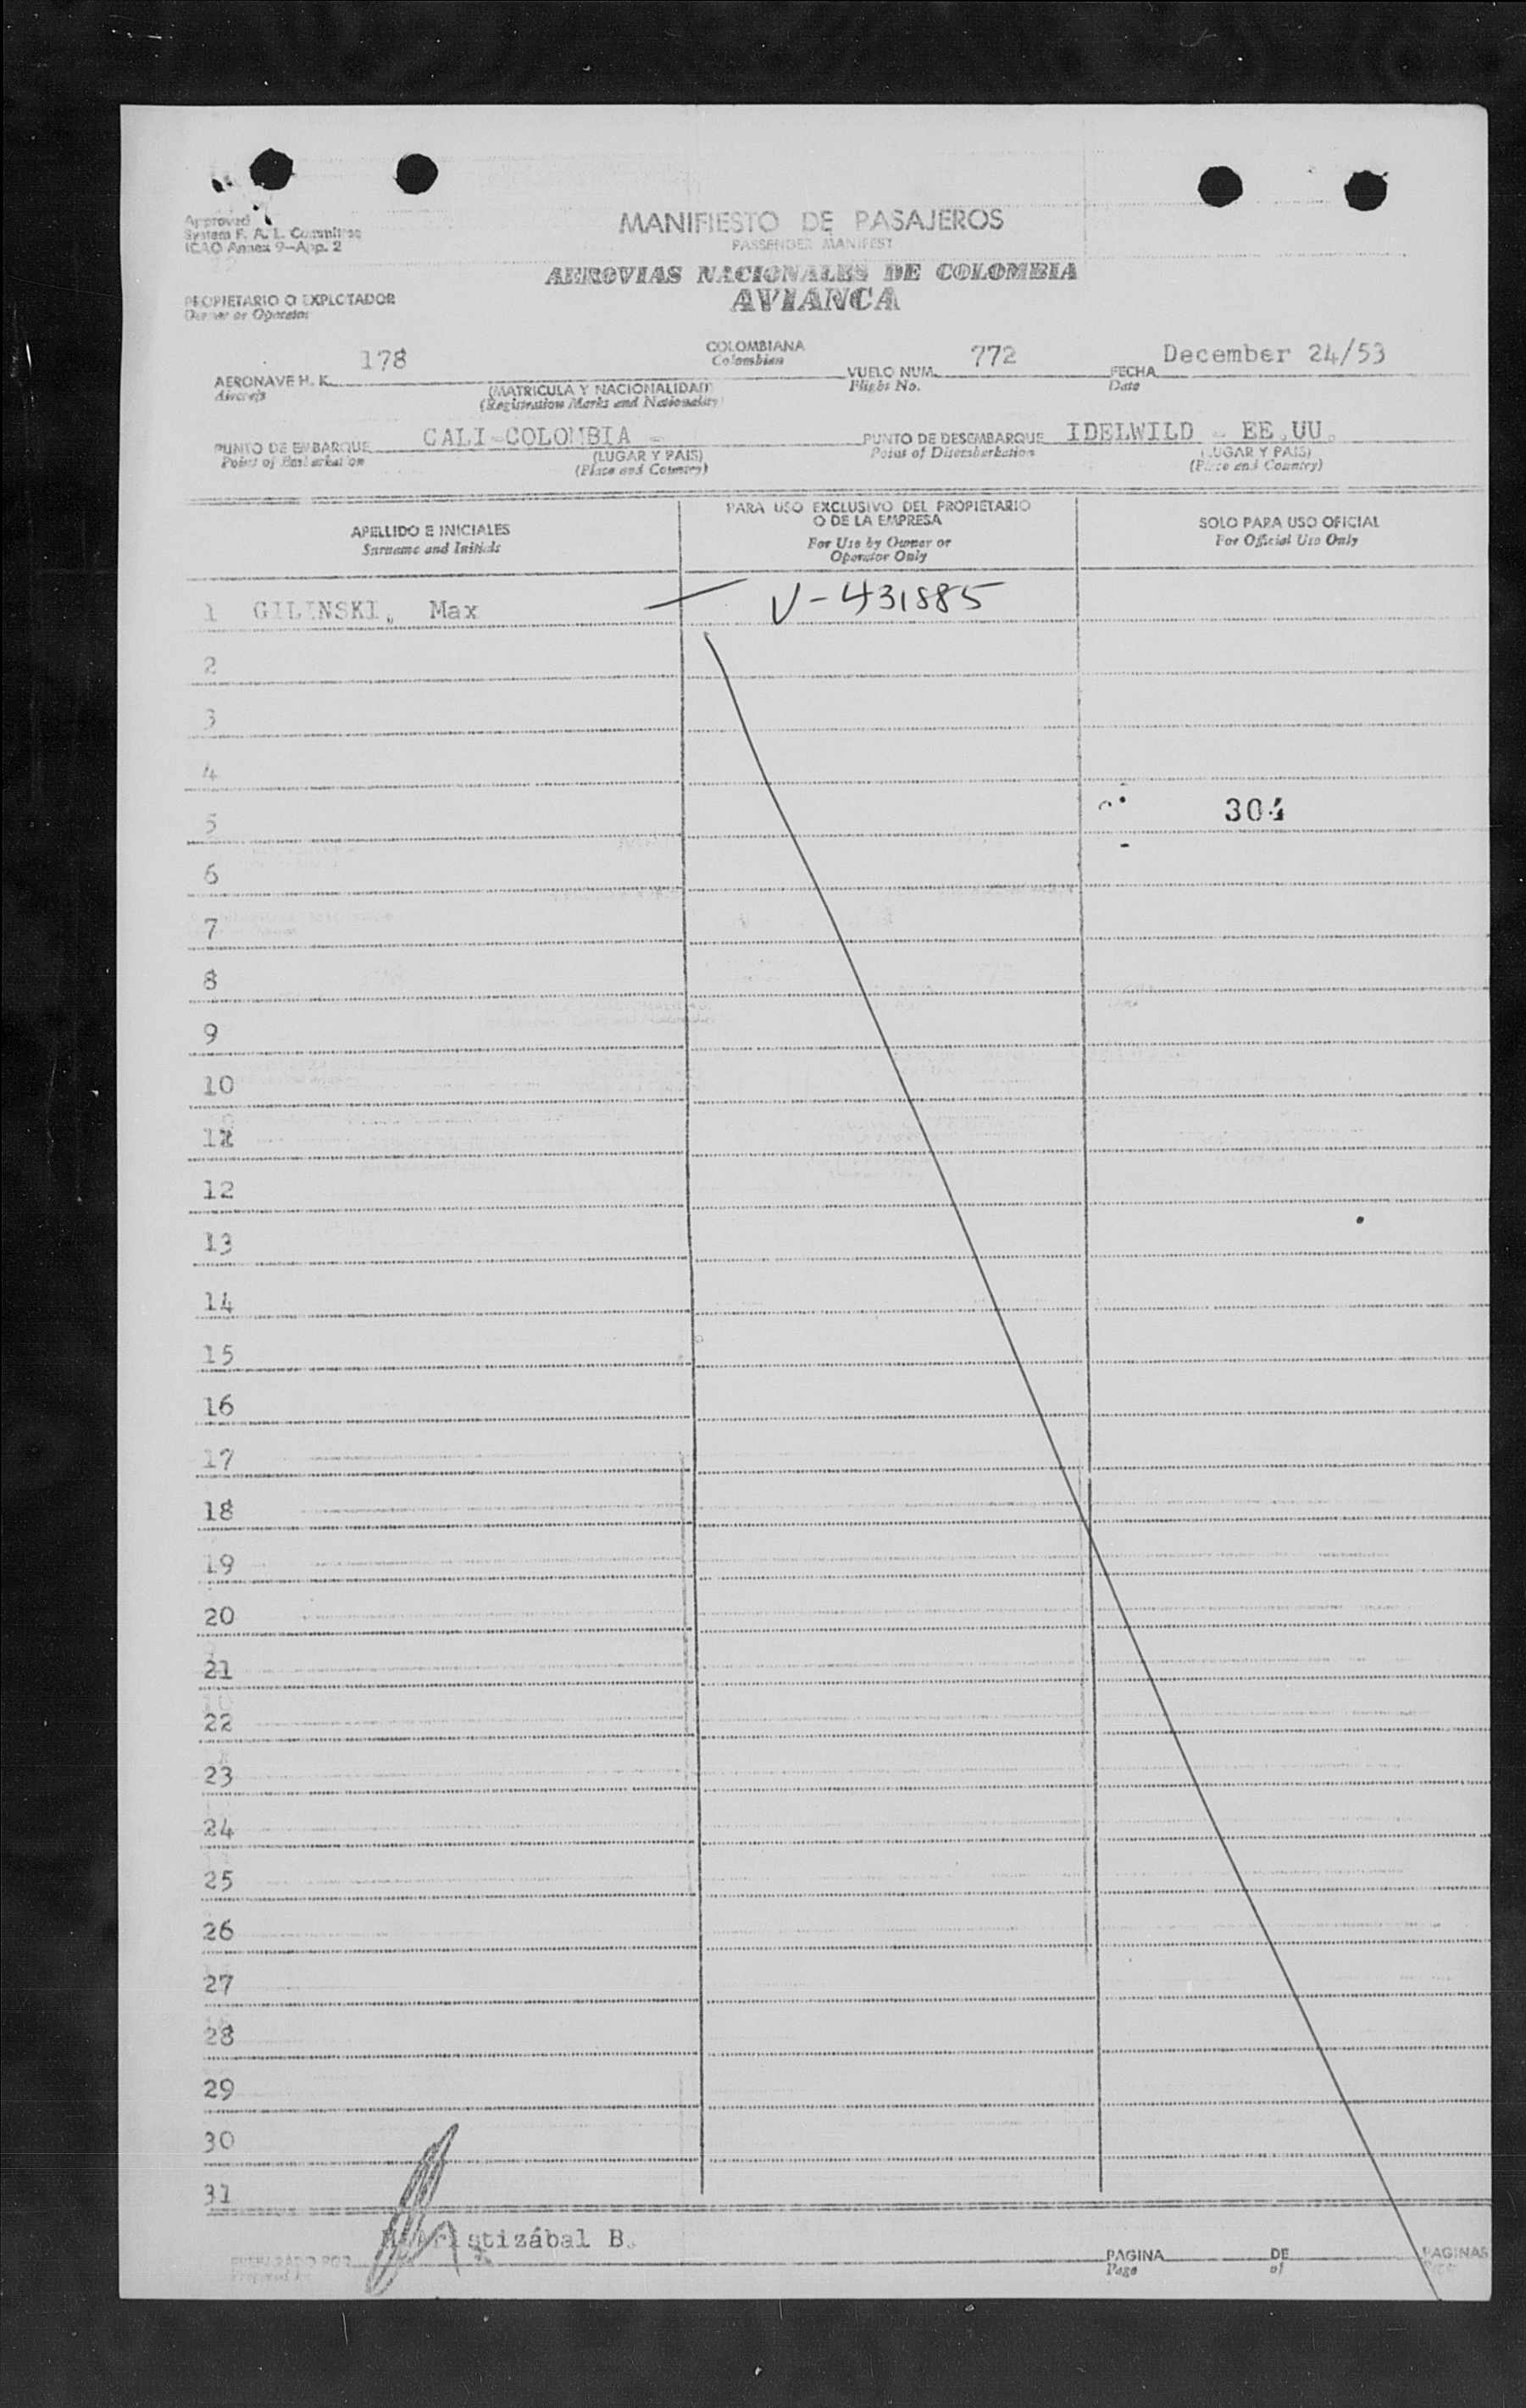 Approved
System F. A. L. Committee
ICAO Annex 9-App. 2
MANIFIESTO DE PASAJEROS
PASSENGER MANIFEST
AEROVIAS NACIONALES DE COLOMBIA
AVIANCA
PROPIETARIO O EXPLOTADOR
Owner or Operator
AERONAVE H. K. 178
Aircraft
(MATRICULA Y NACIONALIDAD)
(Registration Marks and Nationality)
COLOMBIANA
Colombian
VUELO NUM. 772
Flight No.
FECHA December 24/53
Date
PUNTO DE EMBARQUE CALI-COLOMBIA -
Point of Embarkation
(LUGAR Y PAIS)
(Place and Country)
PUNTO DE DESEMBARQUE IDELWILD - EE.UU.
Point of Disembarkation
(LUGAR Y PAIS)
(Place and Country)
APELLIDO E INICIALES
Surname and Initials
PARA USO EXCLUSIVO DEL PROPIETARIO
O DE LA EMPRESA
For Use by Owner or
Operator Only
SOLO PARA USO OFICIAL
For Official Use Only
1 GILINSKI, Max V-431885
2
3
4
5 304
6
7
8
9
10
12
13
14
15
16
17
18
19
20
21
22
23
24
25
26
27
28
29
30
31
Aristizábal B.
PREPARADO POR
Prepared by
PAGINA DE PAGINAS
Page of